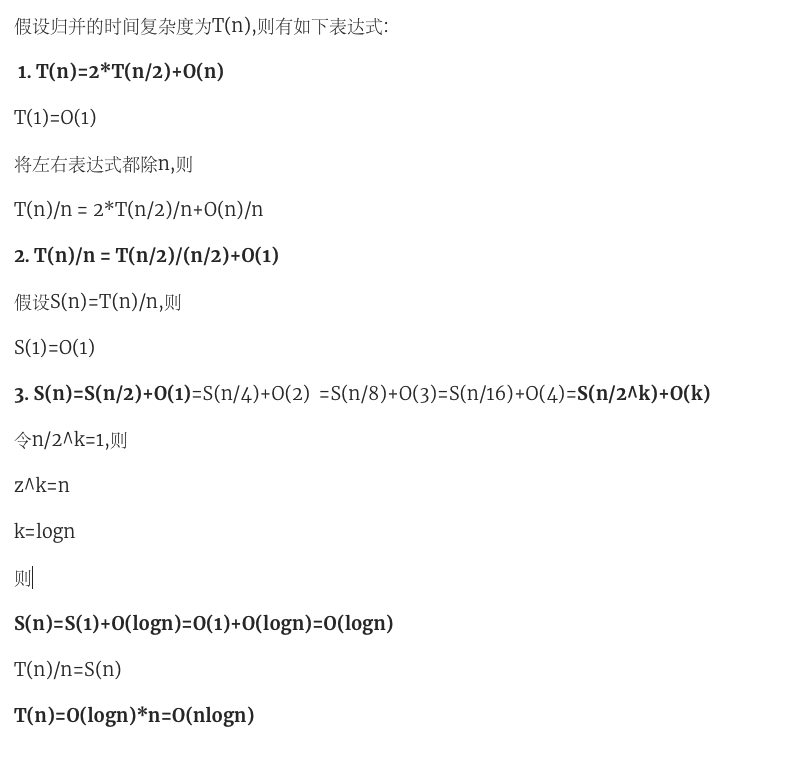 假设归并的时间复杂度为T(n),则有如下表达式:
1. T(n)=2*T(n/2)+O(n)
T(1)=O(1)
将左右表达式都除n,则
T(n)/n = 2*T(n/2)/n+O(n)/n
2. T(n)/n = T(n/2)/(n/2)+O(1)
假设S(n)=T(n)/n,则
S(1)=O(1)
3. S(n)=S(n/2)+O(1)=S(n/4)+O(2) =S(n/8)+O(3)=S(n/16)+O(4)=S(n/2^k)+O(k)
令n/2^k=1,则
z^k=n
k=logn
则
S(n)=S(1)+O(logn)=O(1)+O(logn)=O(logn)
T(n)/n=S(n)
T(n)=O(logn)*n=O(nlogn)